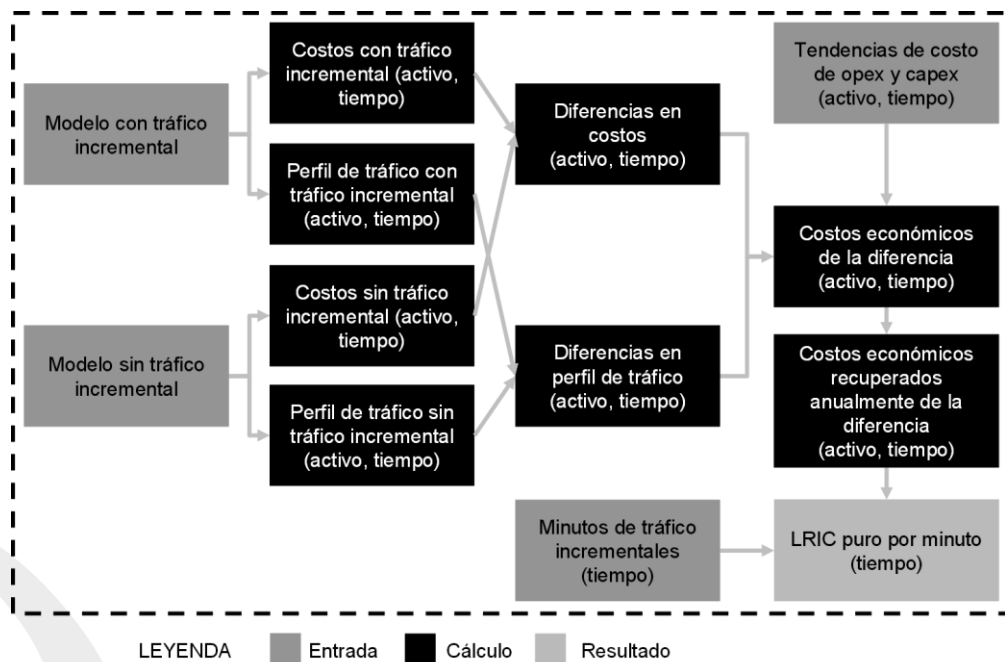 Modelo con tráfico
incremental
Modelo sin tráfico
incremental
Costos con tráfico
incremental (activo,
tiempo)
Perfil de tráfico con
tráfico incremental
(activo, tiempo)
Costos sin tráfico
incremental (activo,
tiempo)
Perfil de tráfico sin
tráfico incremental
(activo, tiempo)
Diferencias en
costos
(activo, tiempo)
Diferencias en
perfil de tráfico
(activo, tiempo)
Minutos de tráfico
incrementales
(tiempo)
Tendencias de costo
de opex y capex
(activo, tiempo)
Costos económicos
de la diferencia
(activo, tiempo)
Costos económicos
recuperados
anualmente de la
diferencia
(activo, tiempo)
LRIC puro por minuto
(tiempo)
LEYENDA Entrada Cálculo Resultado